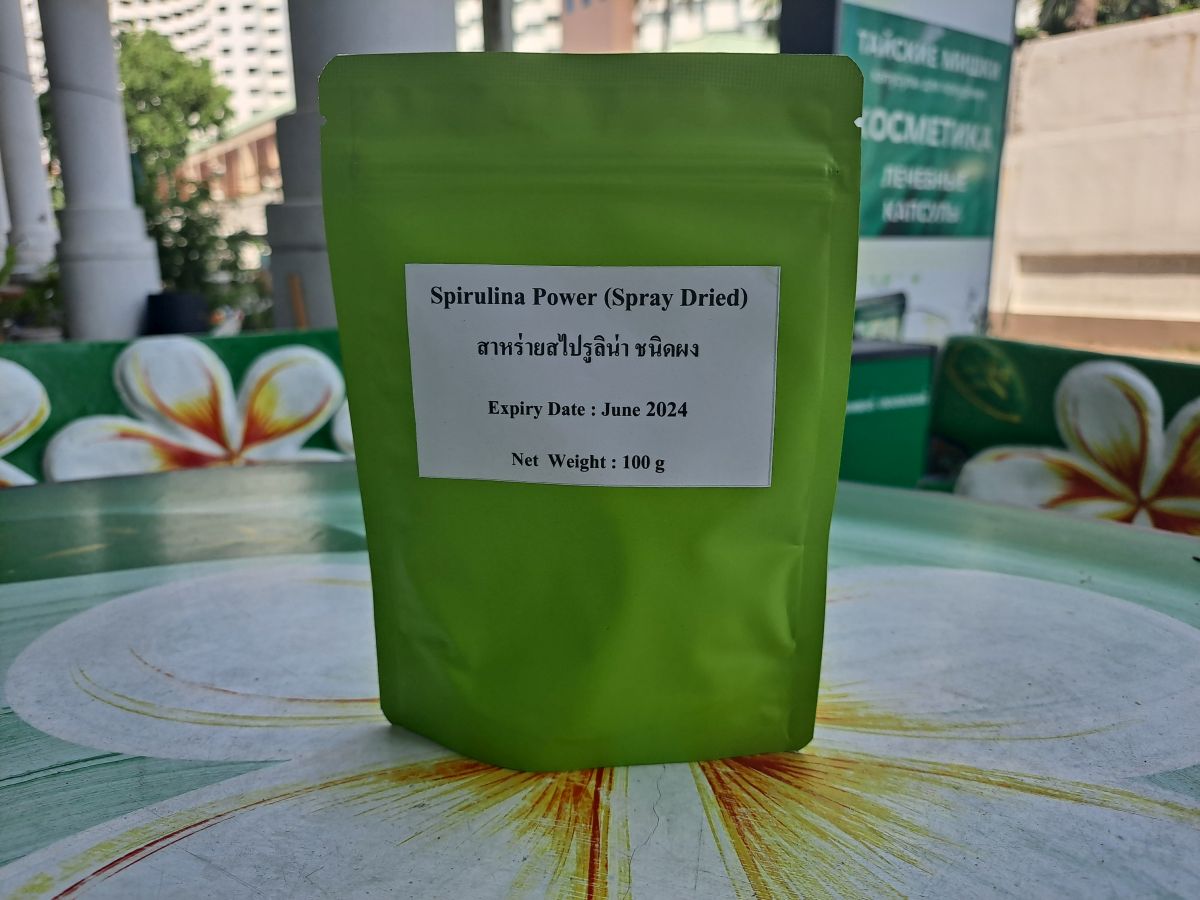 Spirulina Power (Spray Dried)
สาหร่ายสไปรูลิน่า ชนิดผง
Expiry Date : June 2024
Net Weight : 100 g
ТАЙСКИЕ МИШКИ
КОСМЕТИКА
ЛЕЧЕБНЫЕ
КАПСУЛЫ